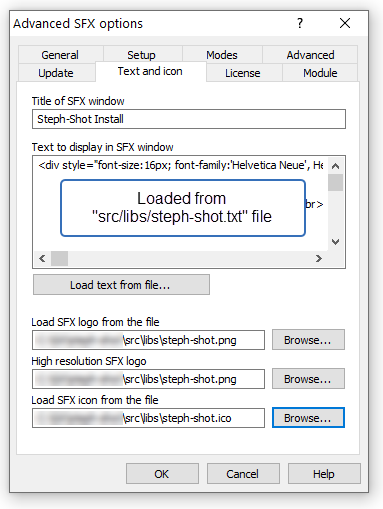 Advanced SFX options
? ×
General Setup Modes Advanced
Update Text and icon License Module
Title of SFX window
Steph-Shot Install
Text to display in SFX window
<div style="font-size:16px; font-family:'Helvetica Neue', He
Loaded from
"src/libs/steph-shot.txt" file
br>
Load text from file...
Load SFX logo from the file
\src\libs\steph-shot.png Browse...
High resolution SFX logo
\src\libs\steph-shot.png Browse...
Load SFX icon from the file
\src\libs\steph-shot.ico Browse...
OK Cancel Help